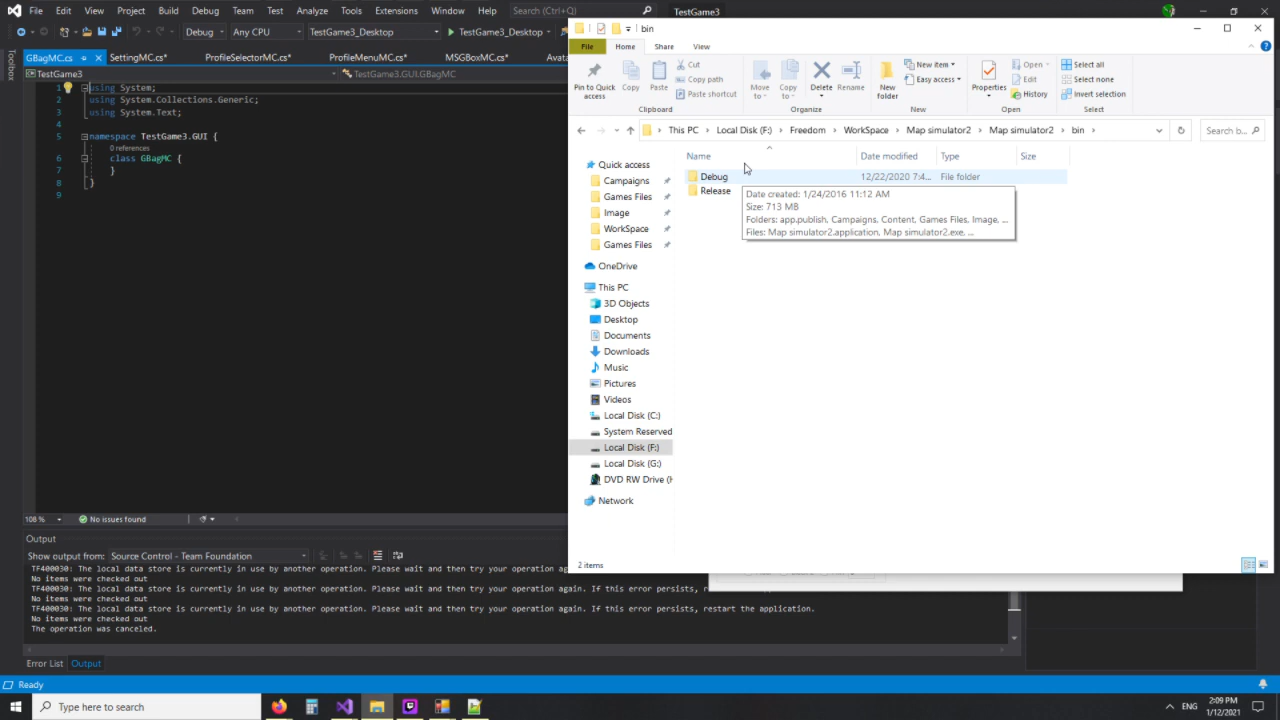 File Edit View Git Project Build Debug Team Test Analyze Tools Extensions Window Help Search (Ctrl+Q) TestGame3
Debug Any CPU TestGame3_Desktop TestGame3_Desktop
Toolbox
GBagMC.cs SettingMC.cs* ProfileSelectorMC.cs* ProfileMenuMC.cs* MSGBoxMC.cs*
TestGame3 TestGame3.GUI.GBagMC
1 using System;
2 using System.Collections.Generic;
3 using System.Text;
4
5 namespace TestGame3.GUI {
0 references
6 class GBagMC {
7 }
8 }
9
108 % No issues found
Output
Show output from: Source Control - Team Foundation
TF400030: The local data store is currently in use by another operation. Please wait and then try your operation
No items were checked out
TF400030: The local data store is currently in use by another operation. Please wait and then try your operation again. If this error persists,
No items were checked out
TF400030: The local data store is currently in use by another operation. Please wait and then try your operation again. If this error persists, restart the application.
No items were checked out
The operation was canceled.
Error List Output
Ready
bin
File Home Share View
Pin to Quick access
Copy
Paste
Cut
Copy path
Paste shortcut
Clipboard
Move to
Copy to
Delete
Rename
Organize
New folder
New item
Easy access
New
Properties
Open
Edit
History
Open
Select all
Select none
Invert selection
Select
This PC Local Disk (F:) Freedom WorkSpace Map simulator2 Map simulator2 bin
Search b...
Name Date modified Type Size
Debug 12/22/2020 7:4... File folder
Release
Date created: 1/24/2016 11:12 AM
Size: 713 MB
Folders: app.publish, Campaigns, Content, Games Files, Image, ...
Files: Map simulator2.application, Map simulator2.exe, ...
Quick access
Campaigns
Games Files
Image
WorkSpace
Games Files
OneDrive
This PC
3D Objects
Desktop
Documents
Downloads
Music
Pictures
Videos
Local Disk (C:)
System Reserved
Local Disk (F:)
Local Disk (G:)
DVD RW Drive (
Network
2 items
Type here to search
ENG
2:09 PM
1/12/2021